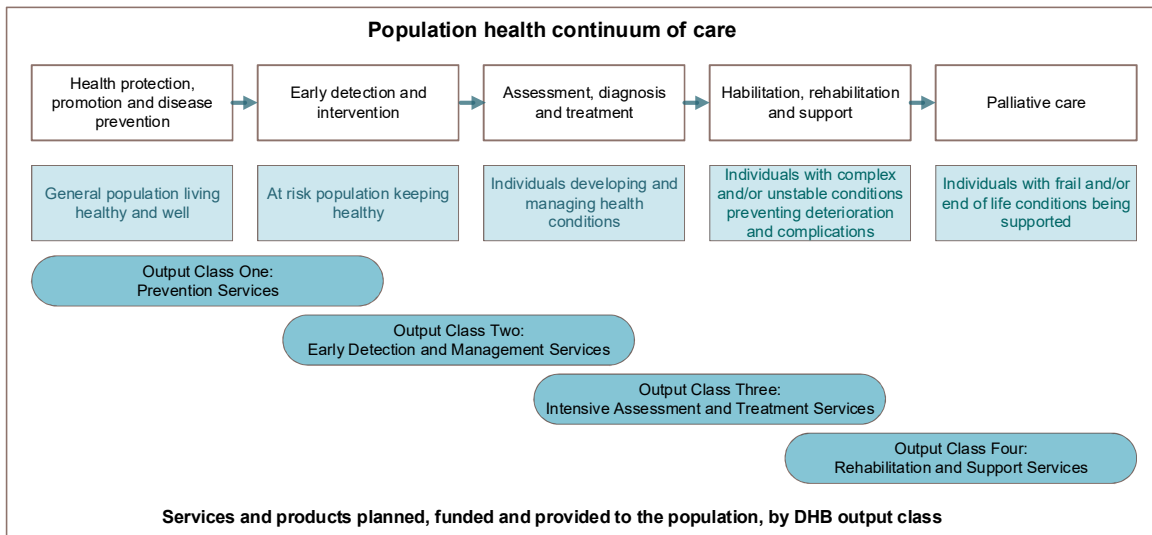 Population health continuum of care
Health protection,
promotion and disease
prevention
Early detection and
intervention
Assessment, diagnosis
and treatment
Habilitation, rehabilitation
and support
Palliative care
General population living
healthy and well
At risk population keeping
healthy
Individuals developing and
managing health
conditions
Individuals with complex
and/or unstable conditions
preventing deterioration
and complications
Individuals with frail and/or
end of life conditions being
supported
Output Class One:
Prevention Services
Output Class Two:
Early Detection and Management Services
Output Class Three:
Intensive Assessment and Treatment Services
Output Class Four:
Rehabilitation and Support Services
Services and products planned, funded and provided to the population, by DHB output class